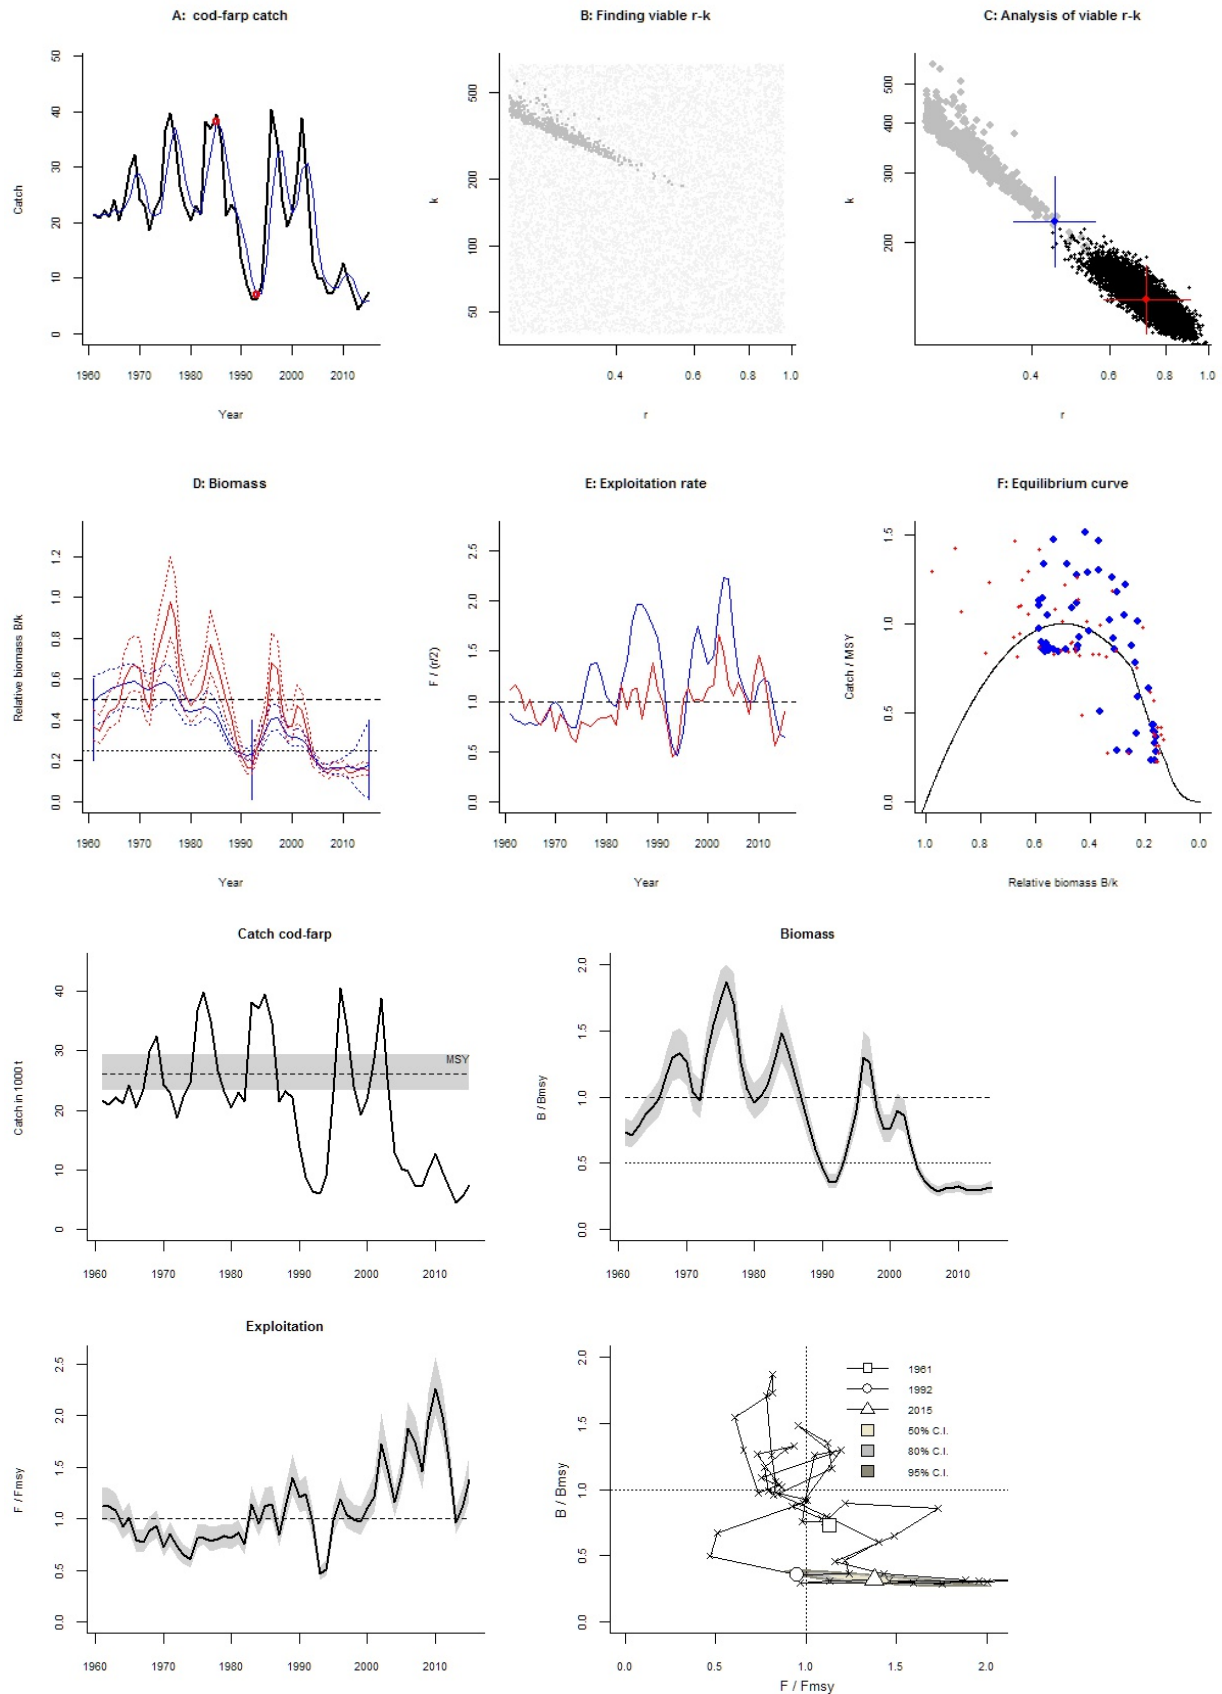 A: cod-farp catch
B: Finding viable r-k
C: Analysis of viable r-k
Catch
50
40
30
20
10
0
1960 1970 1980 1990 2000 2010
Year
k
500
200
100
50
0.4 0.6 0.8 1.0
r
k
500
400
300
200
0.4 0.6 0.8 1.0
r
D: Biomass
E: Exploitation rate
F: Equilibrium curve
Relative biomass B/k
1.2
1.0
0.8
0.6
0.4
0.2
0.0
1960 1970 1980 1990 2000 2010
Year
F / (r/2)
2.5
2.0
1.5
1.0
0.5
0.0
1960 1970 1980 1990 2000 2010
Year
Catch / MSY
1.5
1.0
0.5
0.0
1.0 0.8 0.6 0.4 0.2 0.0
Relative biomass B/k
Catch cod-farp
Biomass
Catch in 1000 t
40
30
20
10
0
MSY
1960 1970 1980 1990 2000 2010
B / Bmsy
2.0
1.5
1.0
0.5
0.0
1960 1970 1980 1990 2000 2010
Exploitation
F / Fmsy
2.5
2.0
1.5
1.0
0.5
0.0
1960 1970 1980 1990 2000 2010
B / Bmsy
2.0
1.5
1.0
0.5
0.0
1961
1992
2015
50% C.I.
80% C.I.
95% C.I.
0.0 0.5 1.0 1.5 2.0
F / Fmsy